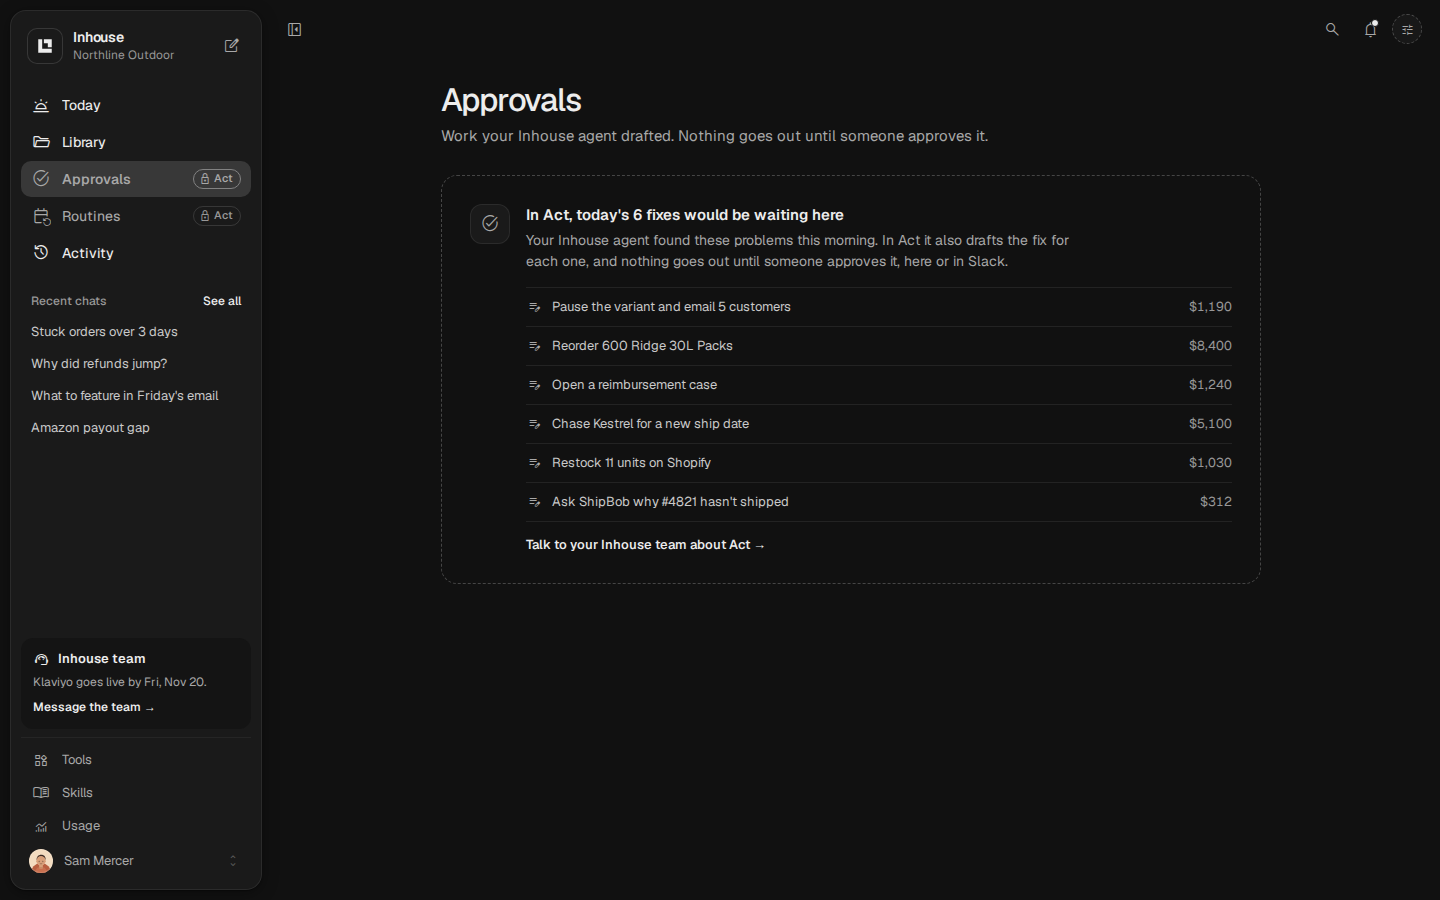 Inhouse
Northline Outdoor
Today
Library
Approvals
Act
Routines
Act
Activity
Recent chats
See all
Stuck orders over 3 days
Why did refunds jump?
What to feature in Friday's email
Amazon payout gap
Inhouse team
Klaviyo goes live by Fri, Nov 20.
Message the team →
Tools
Skills
Usage
Sam Mercer
Approvals
Work your Inhouse agent drafted. Nothing goes out until someone approves it.
In Act, today's 6 fixes would be waiting here
Your Inhouse agent found these problems this morning. In Act it also drafts the fix for
each one, and nothing goes out until someone approves it, here or in Slack.
Pause the variant and email 5 customers
$1,190
Reorder 600 Ridge 30L Packs
$8,400
Open a reimbursement case
$1,240
Chase Kestrel for a new ship date
$5,100
Restock 11 units on Shopify
$1,030
Ask ShipBob why #4821 hasn't shipped
$312
Talk to your Inhouse team about Act →